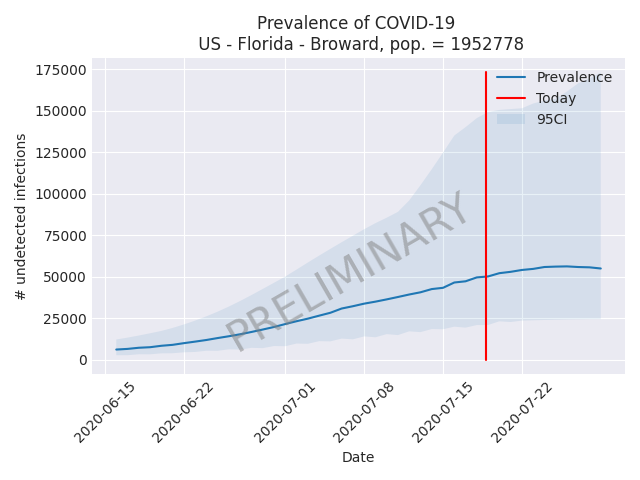 Prevalence of COVID-19
US - Florida - Broward, pop. = 1952778
175000
150000
125000
100000
75000
50000
25000
0
# undetected infections
Prevalence
Today
95CI
PRELIMINARY
2020-06-15
2020-06-22
2020-07-01
2020-07-08
2020-07-15
2020-07-22
Date